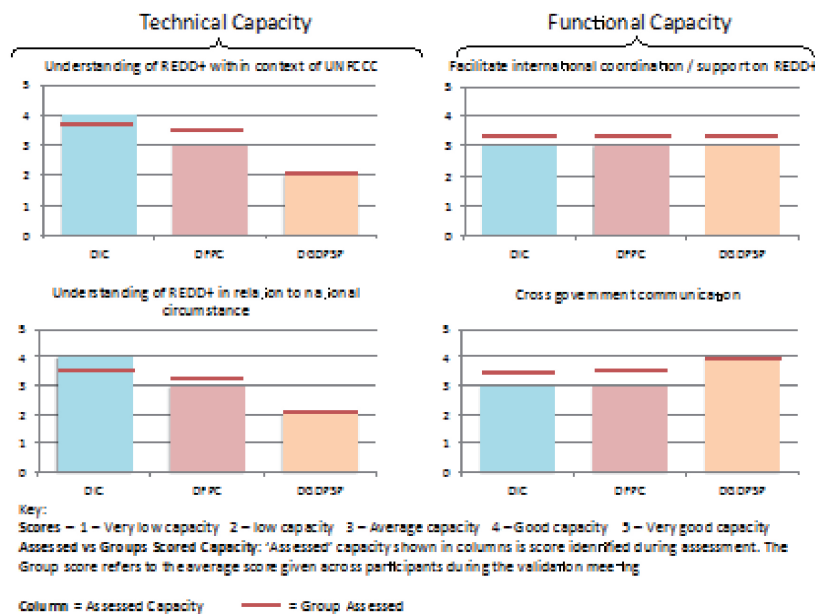 Technical Capacity
Functional Capacity
Understanding of REDD+ within context of UNFCCC
Facilitate international coordination / support on REDD+
5
4
3
2
1
0
DIC
DPPC
DGDPSP
5
4
3
2
1
0
DIC
DPPC
DGDPSP
Understanding of REDD+ in relation to national
circumstance
Cross government communication
5
4
3
2
1
0
DIC
DPPC
DGDPSP
5
4
3
2
1
0
DIC
DPPC
DGDPSP
Key:
Scores – 1 – Very low capacity 2 – low capacity 3 – Average capacity 4 – Good capacity 5 – Very good capacity
Assessed vs Groups Scored Capacity: 'Assessed' capacity shown in columns is score identified during assessment. The
Group score refers to the average score given across participants during the validation meeting
Column = Assessed Capacity = Group Assessed